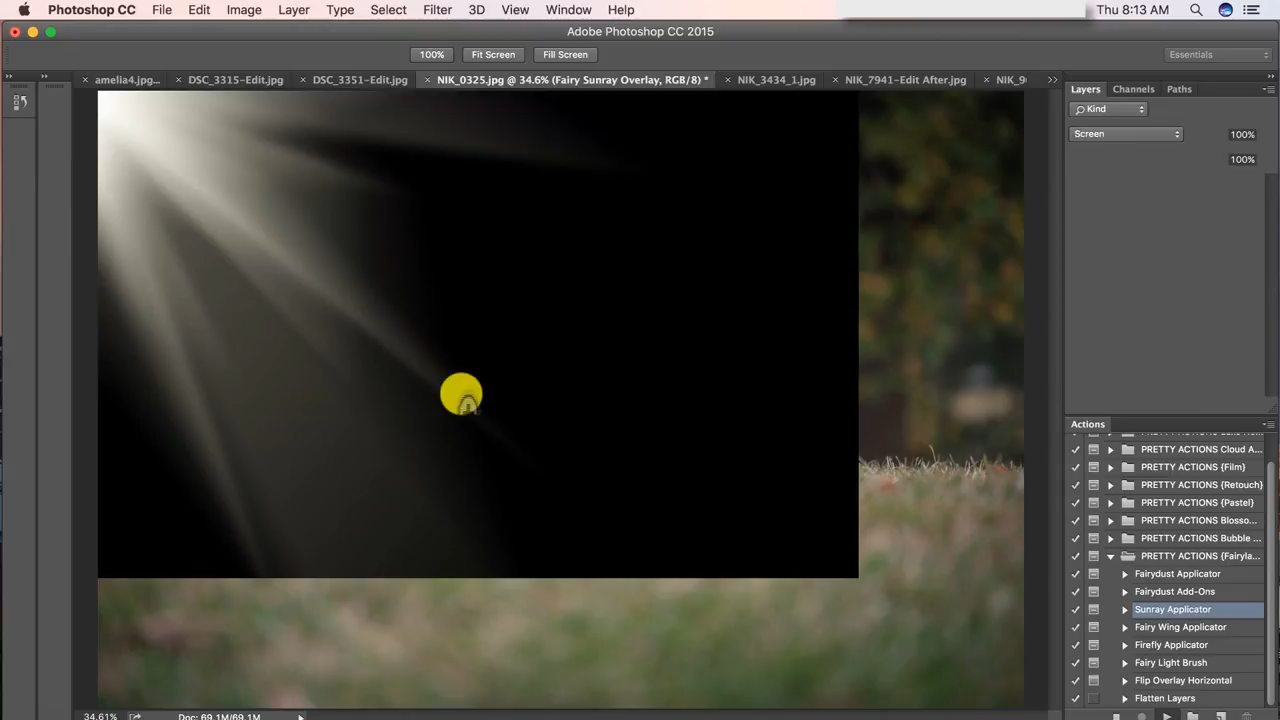 Photoshop CC File Edit Image Layer Type Select Filter 3D View Window Help Thu 8:13 AM
Adobe Photoshop CC 2015
100% Fit Screen Fill Screen Essentials
amelia4.jpg... DSC_3315-Edit.jpg DSC_3351-Edit.jpg NIK_0325.jpg @ 34.6% (Fairy Sunray Overlay, RGB/8) * NIK_3434_1.jpg NIK_7941-Edit After.jpg
Layers Channels Paths
Kind
Screen 100%
100%
Actions
PRETTY ACTIONS Cloud A...
PRETTY ACTIONS {Film}
PRETTY ACTIONS {Retouch}
PRETTY ACTIONS {Pastel}
PRETTY ACTIONS Blosso...
PRETTY ACTIONS Bubble ...
PRETTY ACTIONS {Fairyla...
Fairydust Applicator
Fairydust Add-Ons
Sunray Applicator
Fairy Wing Applicator
Firefly Applicator
Fairy Light Brush
Flip Overlay Horizontal
Flatten Layers
34.61% Doc: 69.1M/69.1M